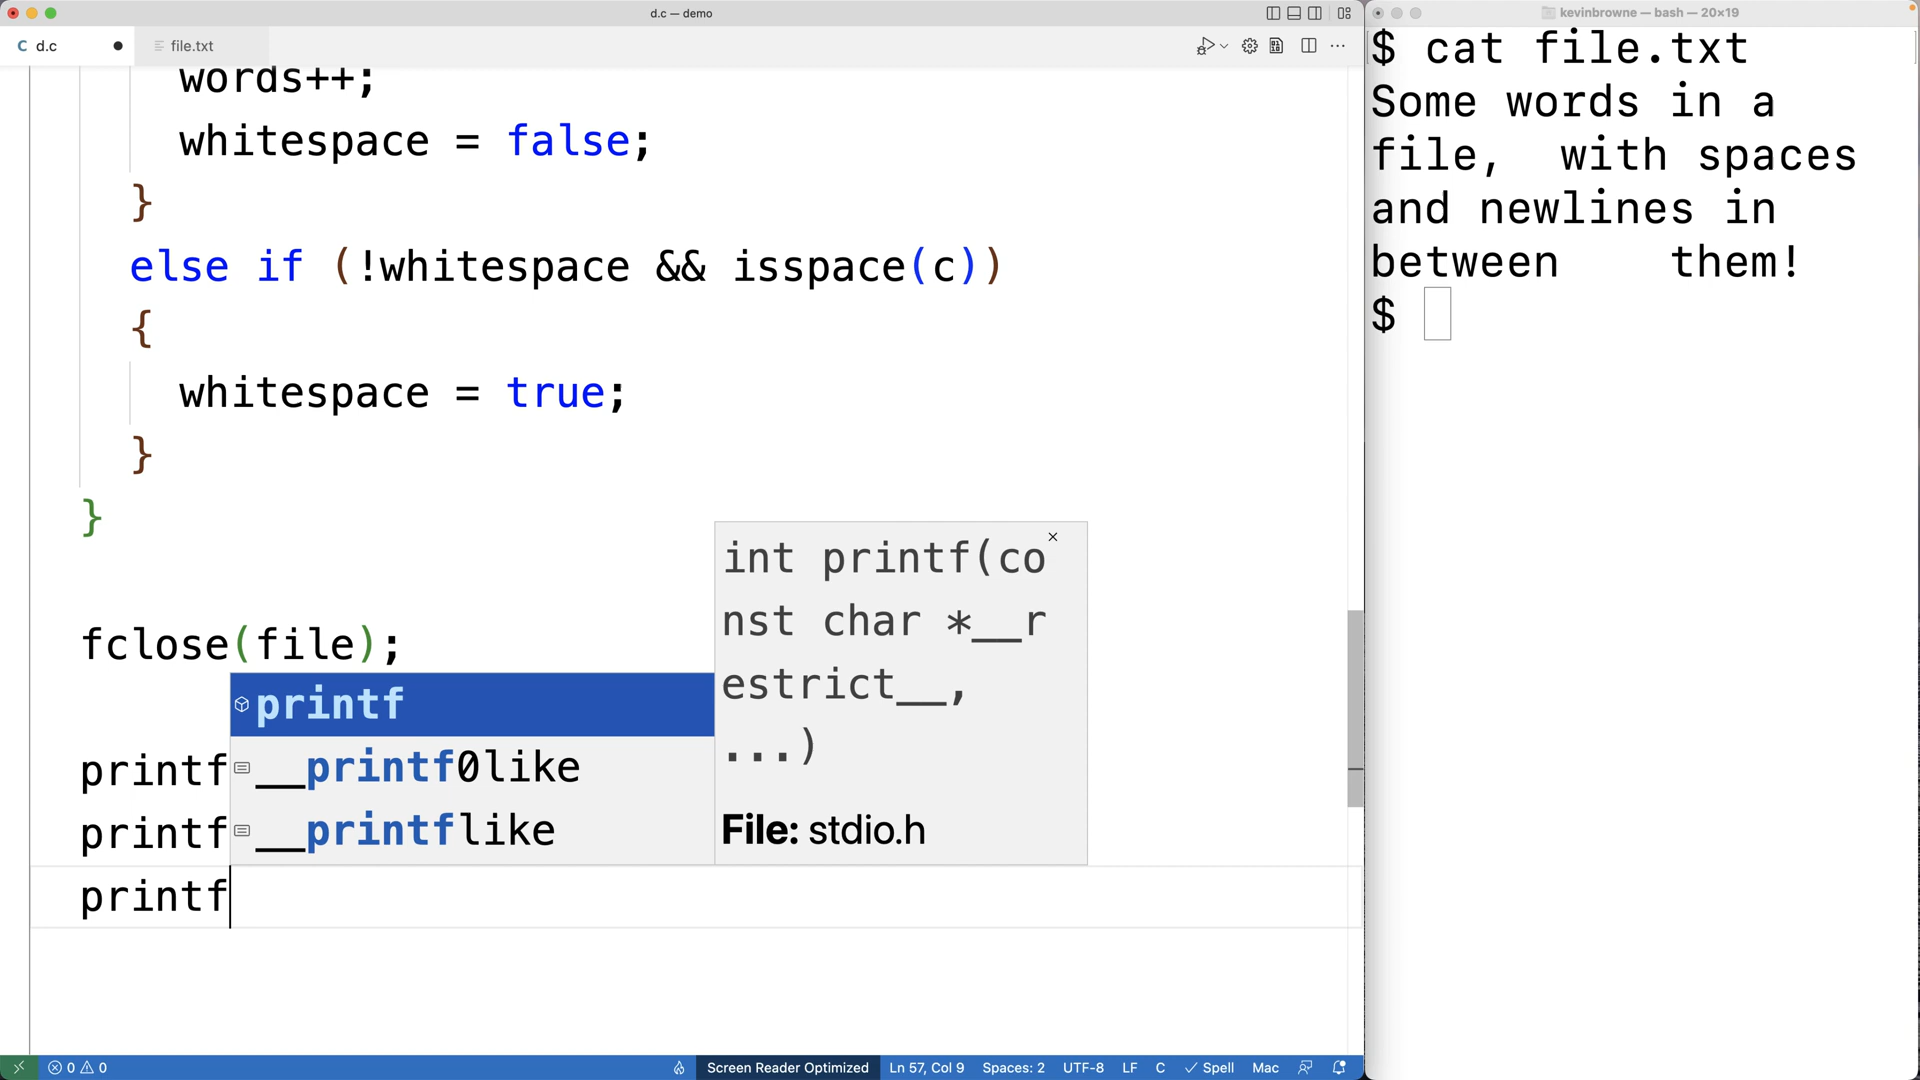 d.c — demo
C d.c
file.txt
words++;
whitespace = false;
}
else if (!whitespace && isspace(c))
{
whitespace = true;
}
}
fclose(file);
printf
printf
printf
printf
__printf0like
__printflike
int printf(co
nst char *__r
estrict__,
...)
File: stdio.h
0 0
Screen Reader Optimized
Ln 57, Col 9
Spaces: 2
UTF-8
LF
C
Spell
Mac
kevinbrowne — bash — 20×19
$ cat file.txt
Some words in a
file,  with spaces
and newlines in
between    them!
$